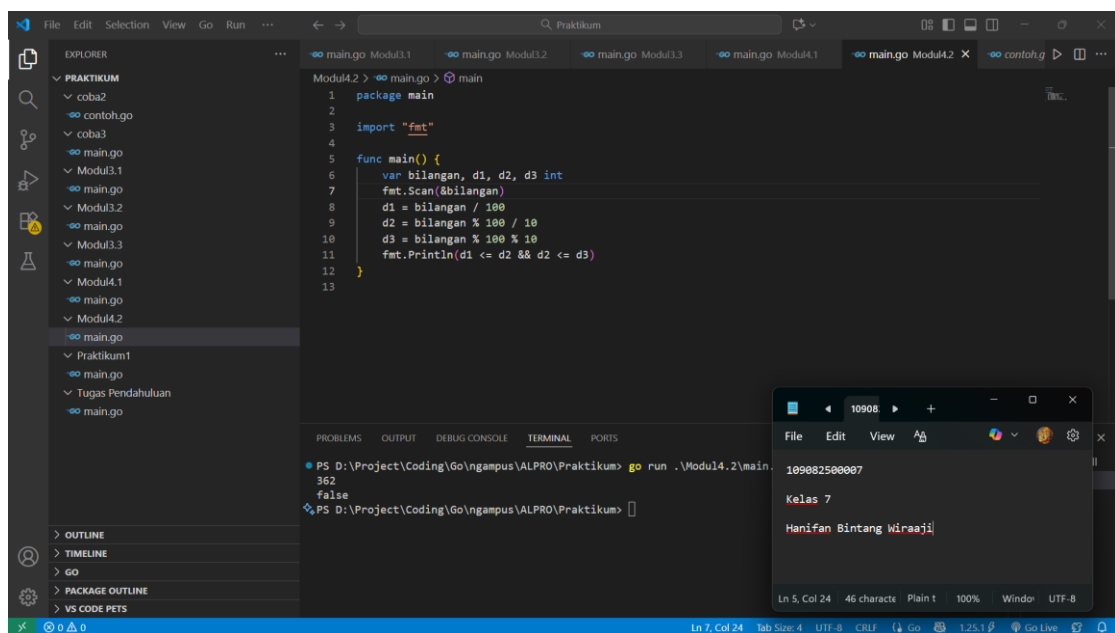 File Edit Selection View Go Run ... Praktikum
EXPLORER ...
PRAKTIKUM
coba2
contoh.go
coba3
main.go
Modul3.1
main.go
Modul3.2
main.go
Modul3.3
main.go
Modul4.1
main.go
Modul4.2
main.go
Praktikum1
main.go
Tugas Pendahuluan
main.go
OUTLINE
TIMELINE
GO
PACKAGE OUTLINE
VS CODE PETS
main.go Modul3.1 main.go Modul3.2 main.go Modul3.3 main.go Modul4.1 main.go Modul4.2 contoh.g ...
Modul4.2 > main.go > main
1 package main
2
3 import "fmt"
4
5 func main() {
6 var bilangan, d1, d2, d3 int
7 fmt.Scan(&bilangan)
8 d1 = bilangan / 100
9 d2 = bilangan % 100 / 10
10 d3 = bilangan % 100 % 10
11 fmt.Println(d1 <= d2 && d2 <= d3)
12 }
13
PROBLEMS OUTPUT DEBUG CONSOLE TERMINAL PORTS
PS D:\Project\Coding\Go\ngampus\ALPRO\Praktikum> go run .\Modul4.2\main.
362
false
PS D:\Project\Coding\Go\ngampus\ALPRO\Praktikum>
10908
File Edit View
109082500007
Kelas 7
Hanifan Bintang Wiraaji
Ln 5, Col 24 46 characte Plain t 100% Windo UTF-8
0 0 Ln 7, Col 24 Tab Size: 4 UTF-8 CRLF Go 1.25.1 Go Live